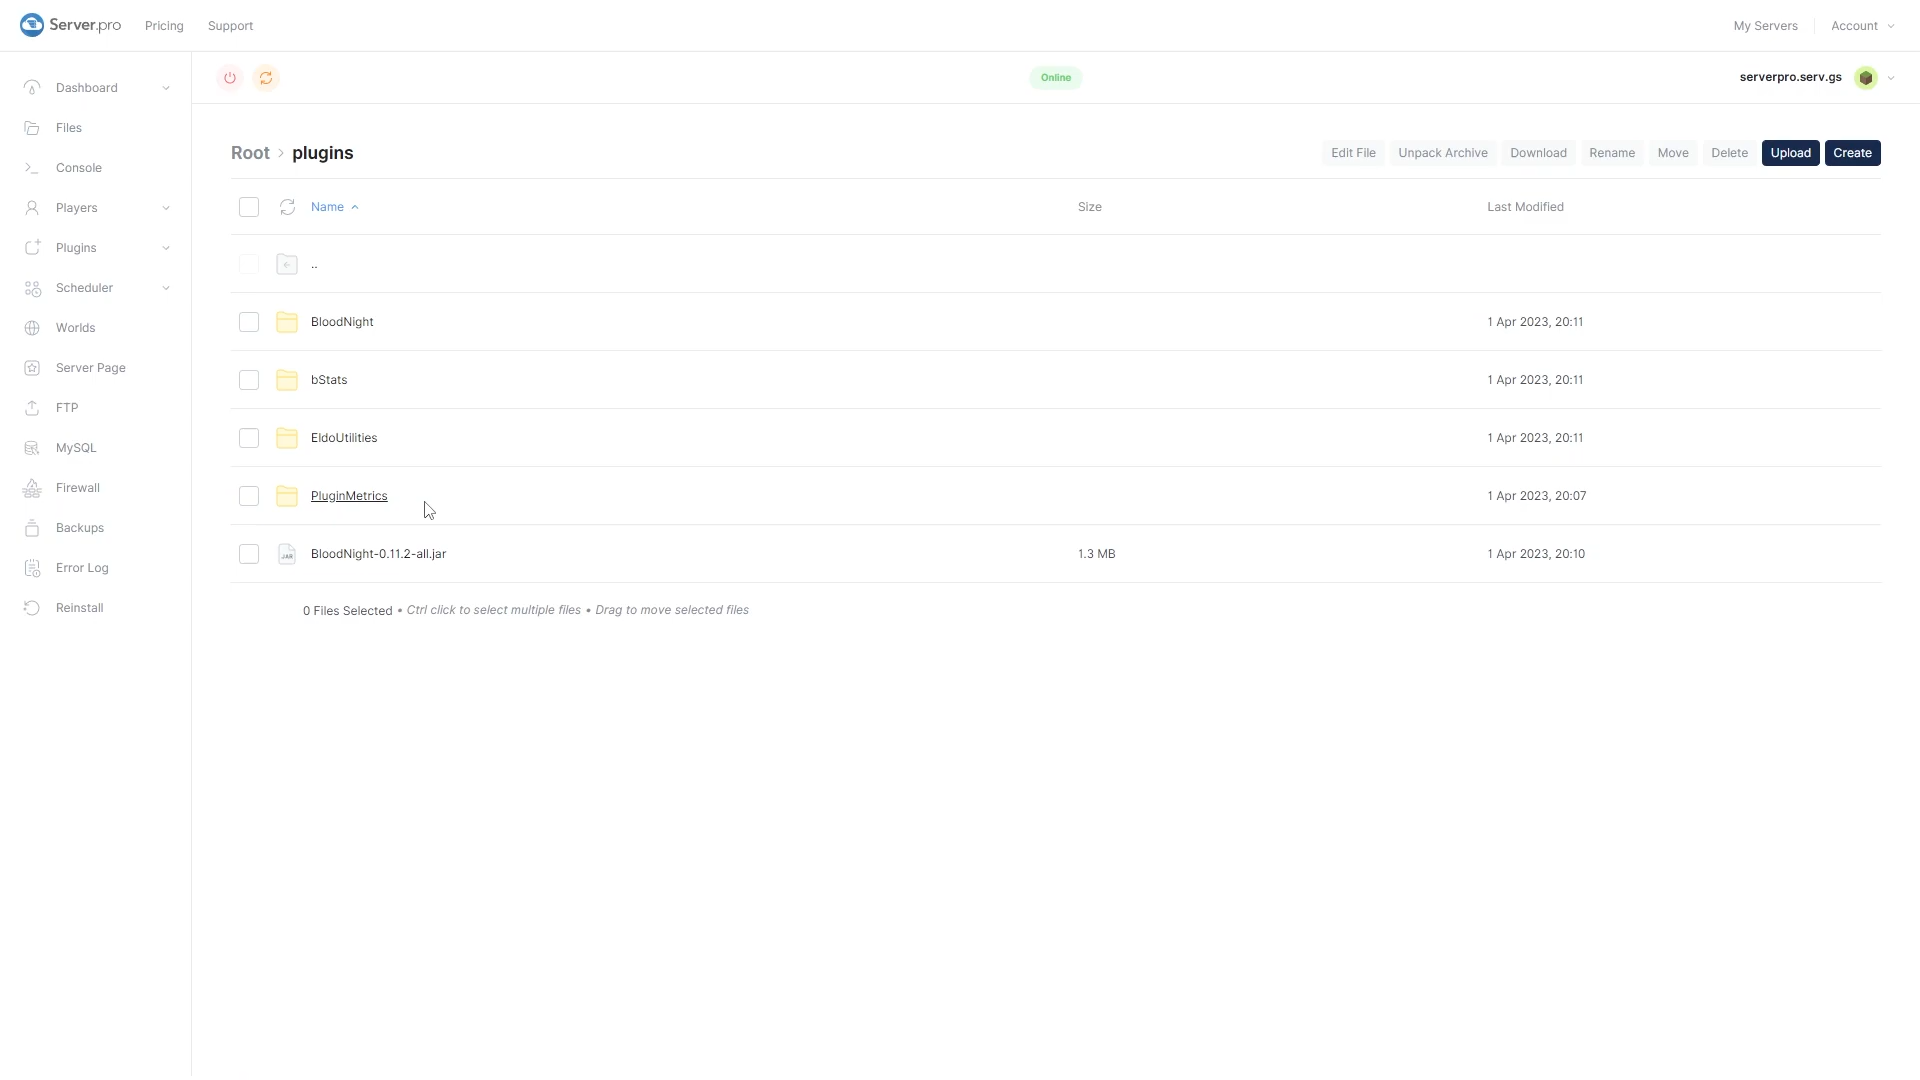 Server.pro Pricing Support My Servers Account
Online serverpro.serv.gs
Dashboard
Files
Console
Players
Plugins
Scheduler
Worlds
Server Page
FTP
MySQL
Firewall
Backups
Error Log
Reinstall
Root > plugins Edit File Unpack Archive Download Rename Move Delete Upload Create
Name Size Last Modified
..
BloodNight 1 Apr 2023, 20:11
bStats 1 Apr 2023, 20:11
EldoUtilities 1 Apr 2023, 20:11
PluginMetrics 1 Apr 2023, 20:07
JAR BloodNight-0.11.2-all.jar 1.3 MB 1 Apr 2023, 20:10
0 Files Selected • Ctrl click to select multiple files • Drag to move selected files